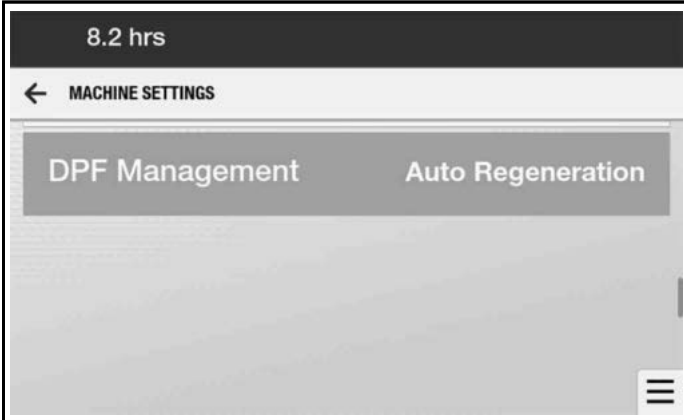 8.2 hrs
MACHINE SETTINGS
DPF Management Auto Regeneration